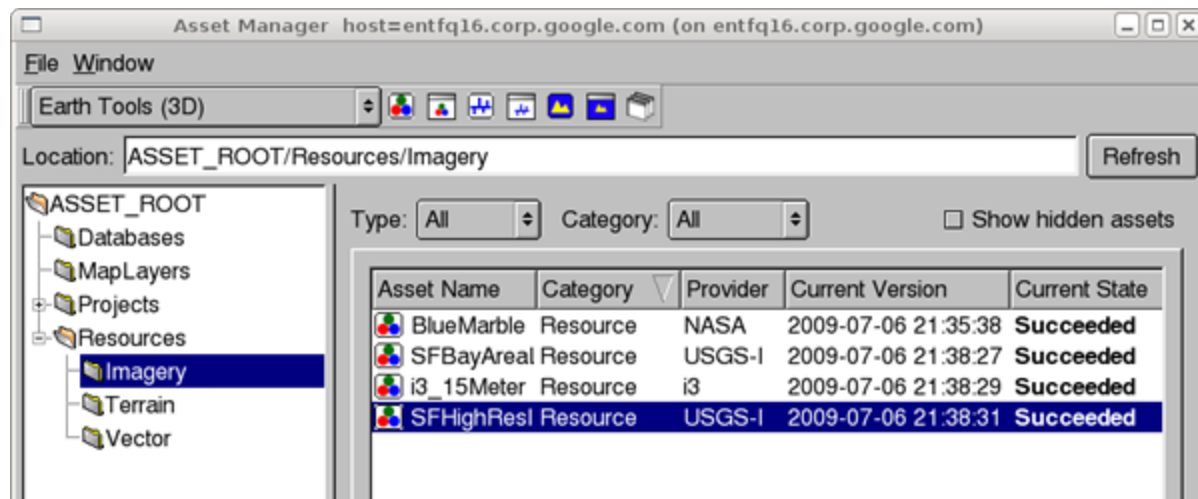 Asset Manager host=entfq16.corp.google.com (on entfq16.corp.google.com)
File Window
Earth Tools (3D)
Location: ASSET_ROOT/Resources/Imagery Refresh
ASSET_ROOT
Databases
MapLayers
Projects
Resources
Imagery
Terrain
Vector
Type: All Category: All Show hidden assets
Asset Name Category Provider Current Version Current State
BlueMarble Resource NASA 2009-07-06 21:35:38 Succeeded
SFBayAreaI Resource USGS-I 2009-07-06 21:38:27 Succeeded
i3_15Meter Resource i3 2009-07-06 21:38:29 Succeeded
SFHighResI Resource USGS-I 2009-07-06 21:38:31 Succeeded